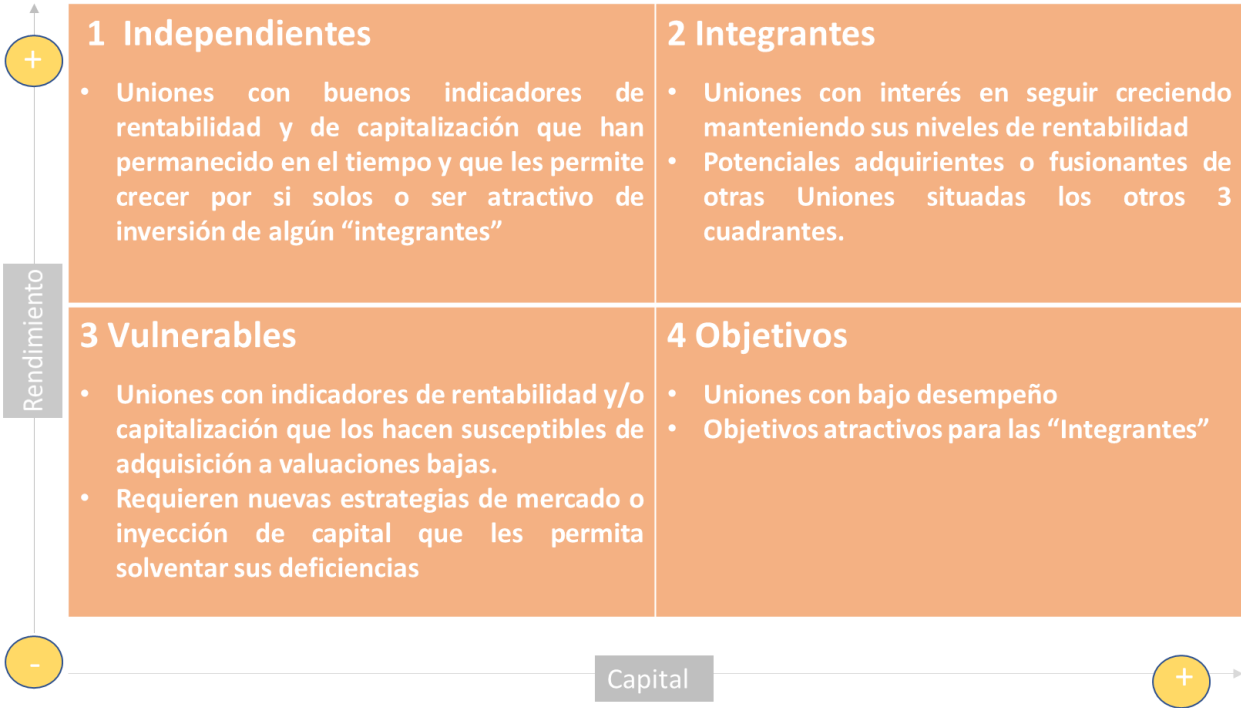 +
1 Independientes
• Uniones con buenos indicadores de
rentabilidad y de capitalización que han
permanecido en el tiempo y que les permite
crecer por si solos o ser atractivo de
inversión de algún “integrantes”
2 Integrantes
• Uniones con interés en seguir creciendo
manteniendo sus niveles de rentabilidad
• Potenciales adquirientes o fusionantes de
otras Uniones situadas los otros 3
cuadrantes.
Rendimiento
3 Vulnerables
• Uniones con indicadores de rentabilidad y/o
capitalización que los hacen susceptibles de
adquisición a valuaciones bajas.
• Requieren nuevas estrategias de mercado o
inyección de capital que les permita
solventar sus deficiencias
4 Objetivos
• Uniones con bajo desempeño
• Objetivos atractivos para las “Integrantes”
-
Capital
+